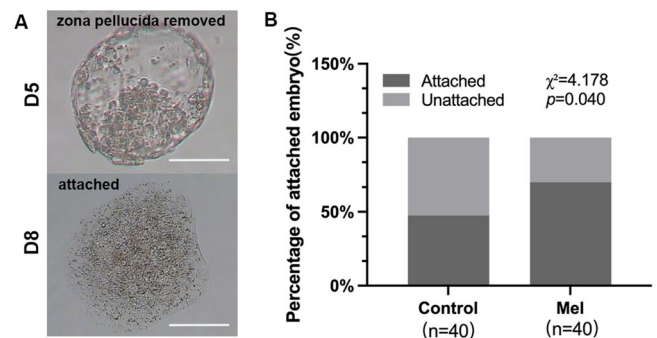 A
zona pellucida removed
D5
attached
D8
B
Percentage of attached embryo(%)
150%
100%
50%
0%
Attached
Unattached
χ²=4.178
p=0.040
Control
(n=40)
Mel
(n=40)